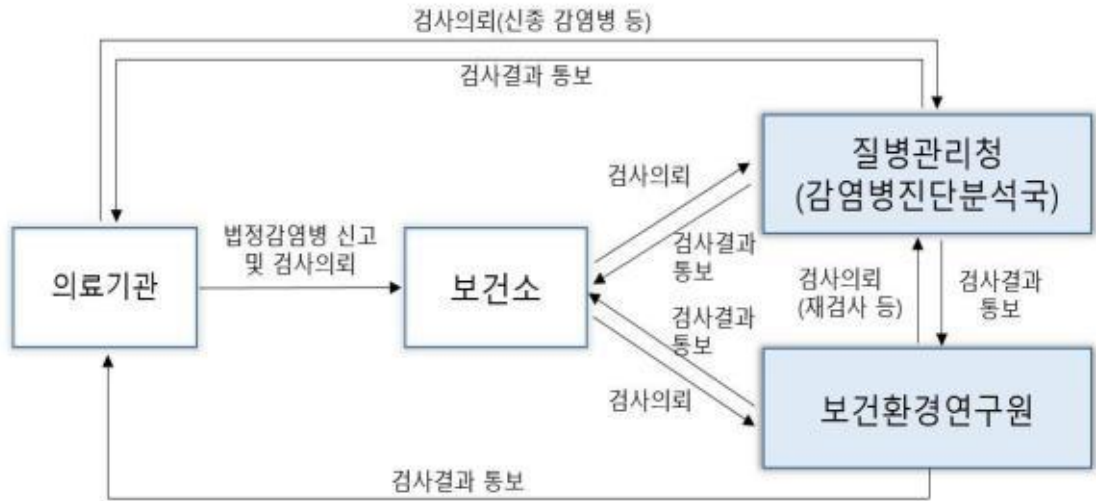 검사의뢰(신종 감염병 등)
검사결과 통보
질병관리청
(감염병진단분석국)
검사의뢰
법정감염병 신고
및 검사의뢰
검사결과
통보
의료기관
보건소
검사의뢰
(재검사 등)
검사결과
통보
검사결과
통보
검사의뢰
보건환경연구원
검사결과 통보